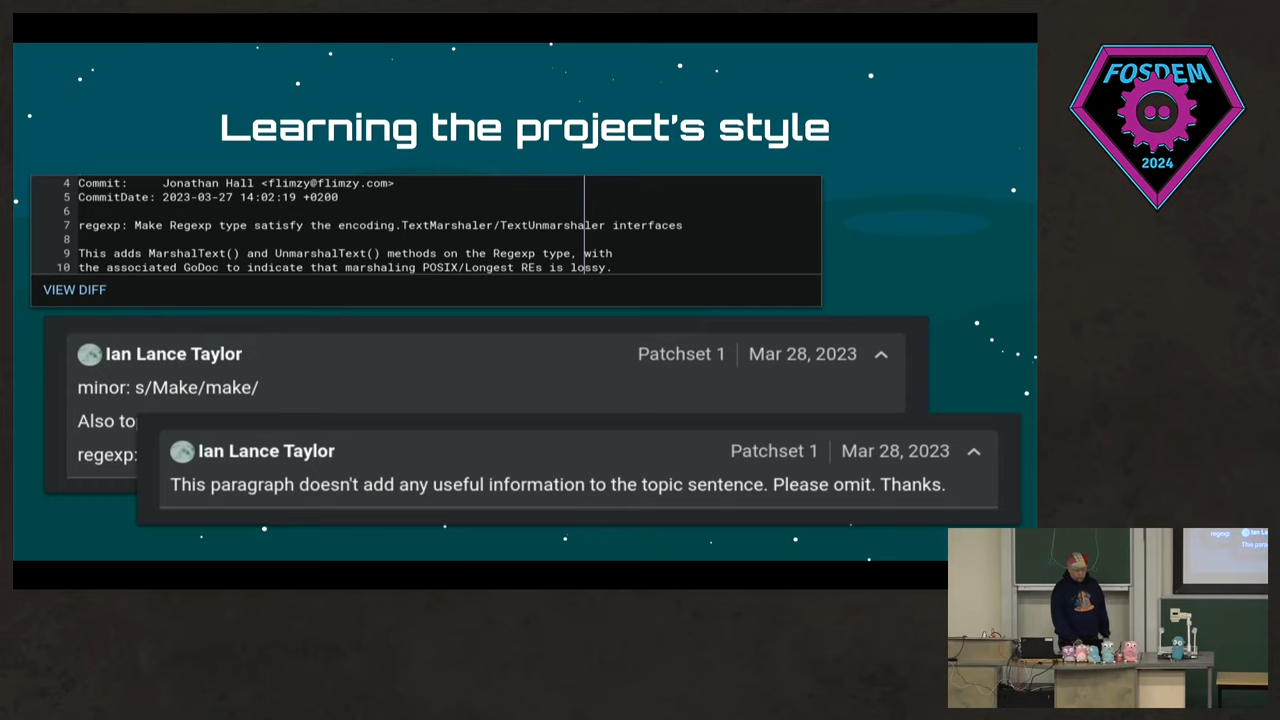 Learning the project's style
4 Commit: Jonathan Hall <flimzy@flimzy.com>
5 CommitDate: 2023-03-27 14:02:19 +0200
6
7 regexp: Make Regexp type satisfy the encoding.TextMarshaler/TextUnmarshaler interfaces
8
9 This adds MarshalText() and UnmarshalText() methods on the Regexp type, with
10 the associated GoDoc to indicate that marshaling POSIX/Longest REs is lossy.
VIEW DIFF
Ian Lance Taylor Patchset 1 Mar 28, 2023
minor: s/Make/make/
Also to
regexp:
Ian Lance Taylor Patchset 1 Mar 28, 2023
This paragraph doesn't add any useful information to the topic sentence. Please omit. Thanks.
FOSDEM
2024
regexp
Ian L
This para